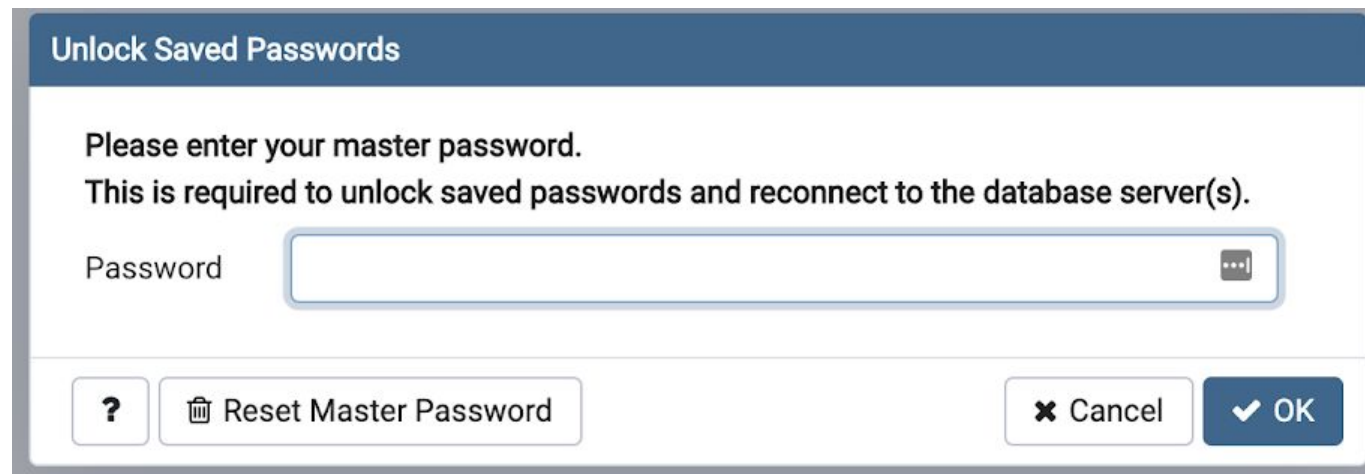 Unlock Saved Passwords
Please enter your master password.
This is required to unlock saved passwords and reconnect to the database server(s).
Password
? Reset Master Password Cancel OK